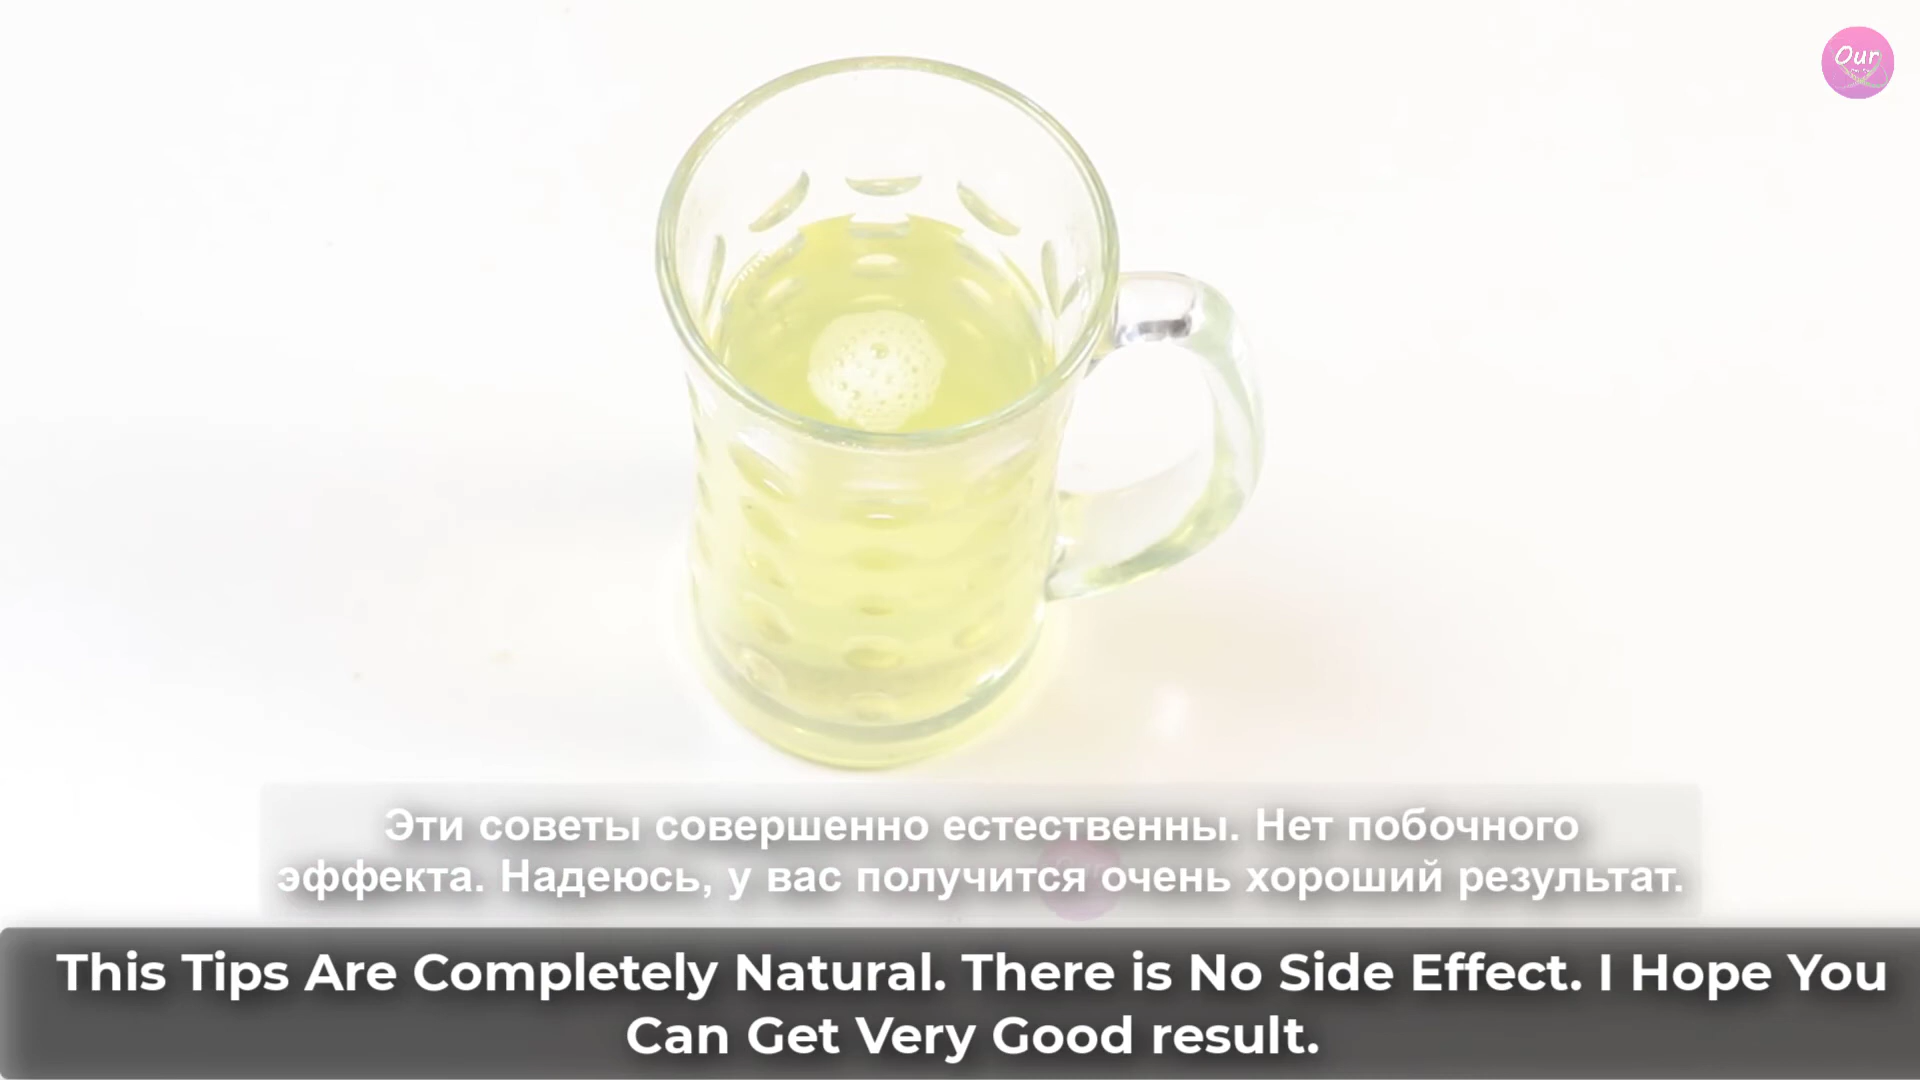 Our
Эти советы совершенно естественны. Нет побочного
эффекта. Надеюсь, у вас получится очень хороший результат.
This Tips Are Completely Natural. There is No Side Effect. I Hope You
Can Get Very Good result.